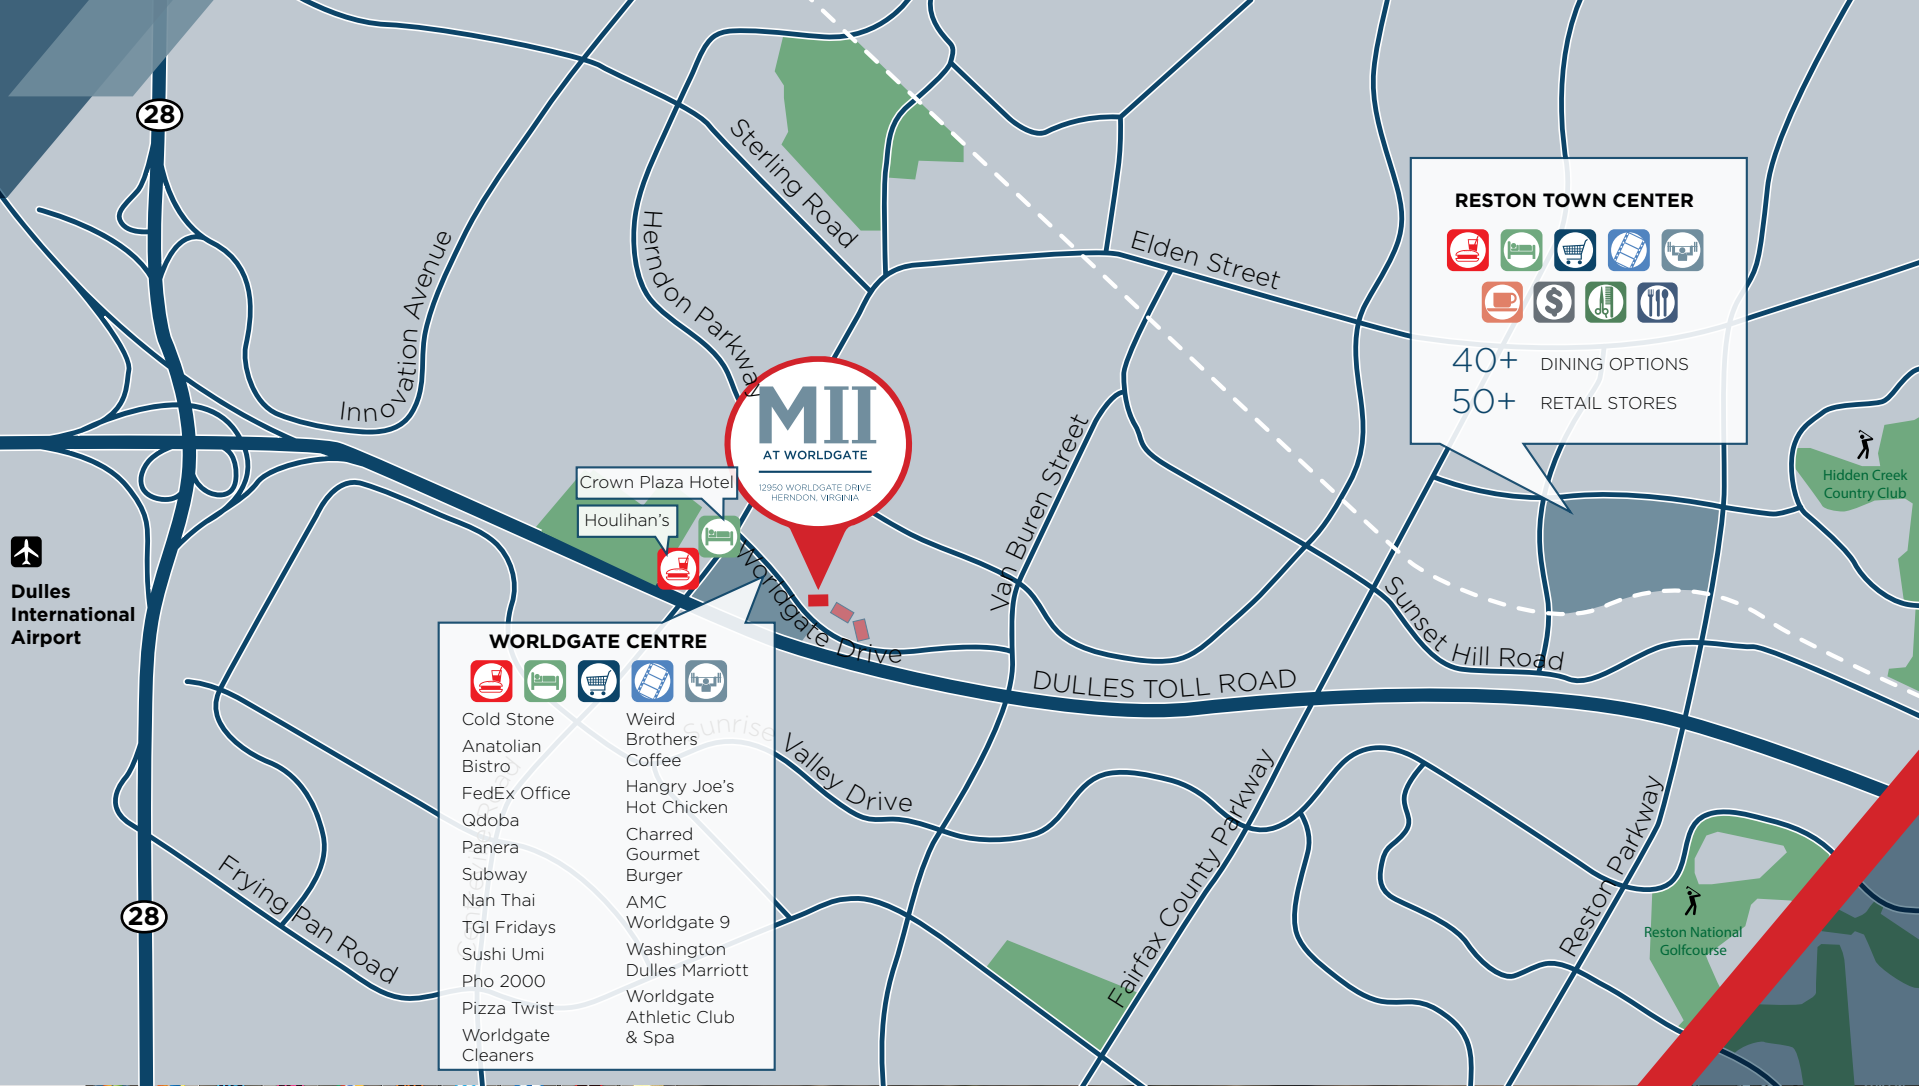 28
Sterling Road
Herndon Parkway
Innovation Avenue
Elden Street
RESTON TOWN CENTER
$
40+ DINING OPTIONS
50+ RETAIL STORES
Hidden Creek
Country Club
MII
AT WORLDGATE
12950 WORLDGATE DRIVE
HERNDON, VIRGINIA
Crown Plaza Hotel
Houlihan's
Van Buren Street
Worldgate Drive
Sunset Hill Road
DULLES TOLL ROAD
Dulles
International
Airport
WORLDGATE CENTRE
Cold Stone
Anatolian
Bistro
FedEx Office
Qdoba
Panera
Subway
Nan Thai
TGI Fridays
Sushi Umi
Pho 2000
Pizza Twist
Worldgate
Cleaners
Weird
Brothers
Coffee
Hangry Joe's
Hot Chicken
Charred
Gourmet
Burger
AMC
Worldgate 9
Washington
Dulles Marriott
Worldgate
Athletic Club
& Spa
Sunrise Valley Drive
Fairfax County Parkway
Reston Parkway
Reston National
Golfcourse
28
Frying Pan Road